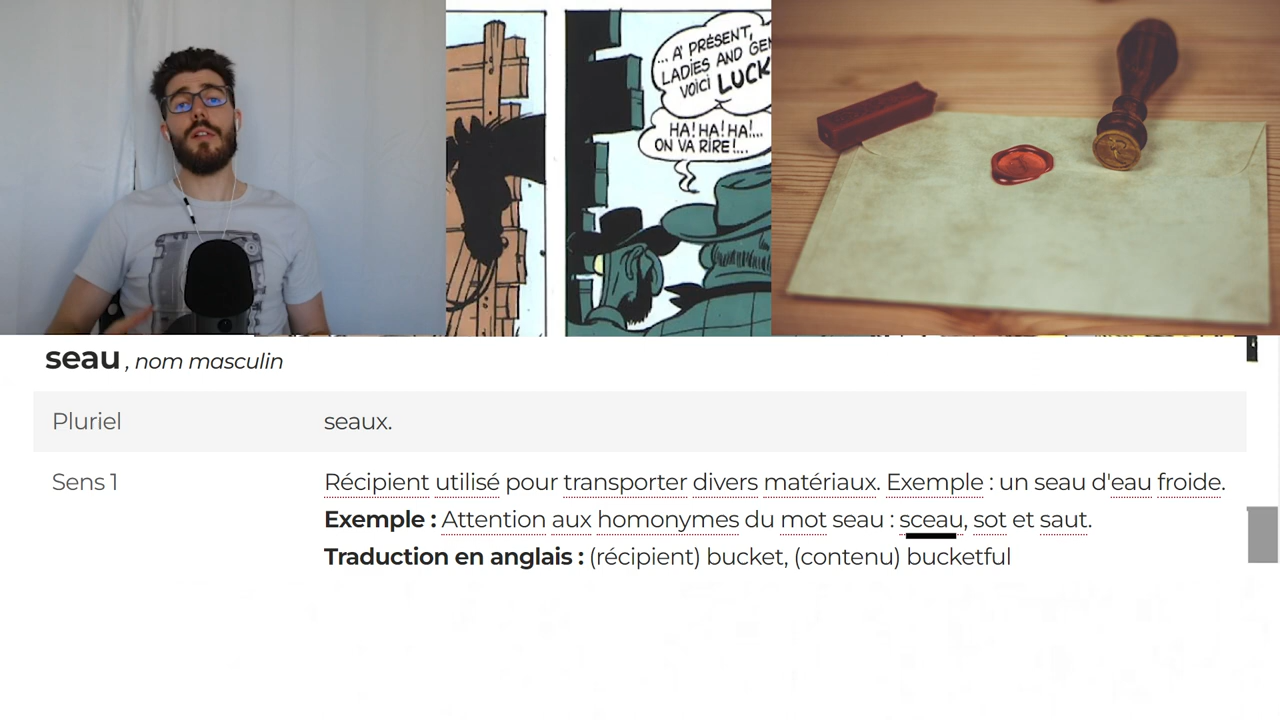 ... A' PRÉSENT,
LADIES AND GEN
VOICI LUCK
HA! HA! HA!...
ON VA RIRE!...
seau , nom masculin
Pluriel seaux.
Sens 1 Récipient utilisé pour transporter divers matériaux. Exemple : un seau d'eau froide.
Exemple : Attention aux homonymes du mot seau : sceau, sot et saut.
Traduction en anglais : (récipient) bucket, (contenu) bucketful